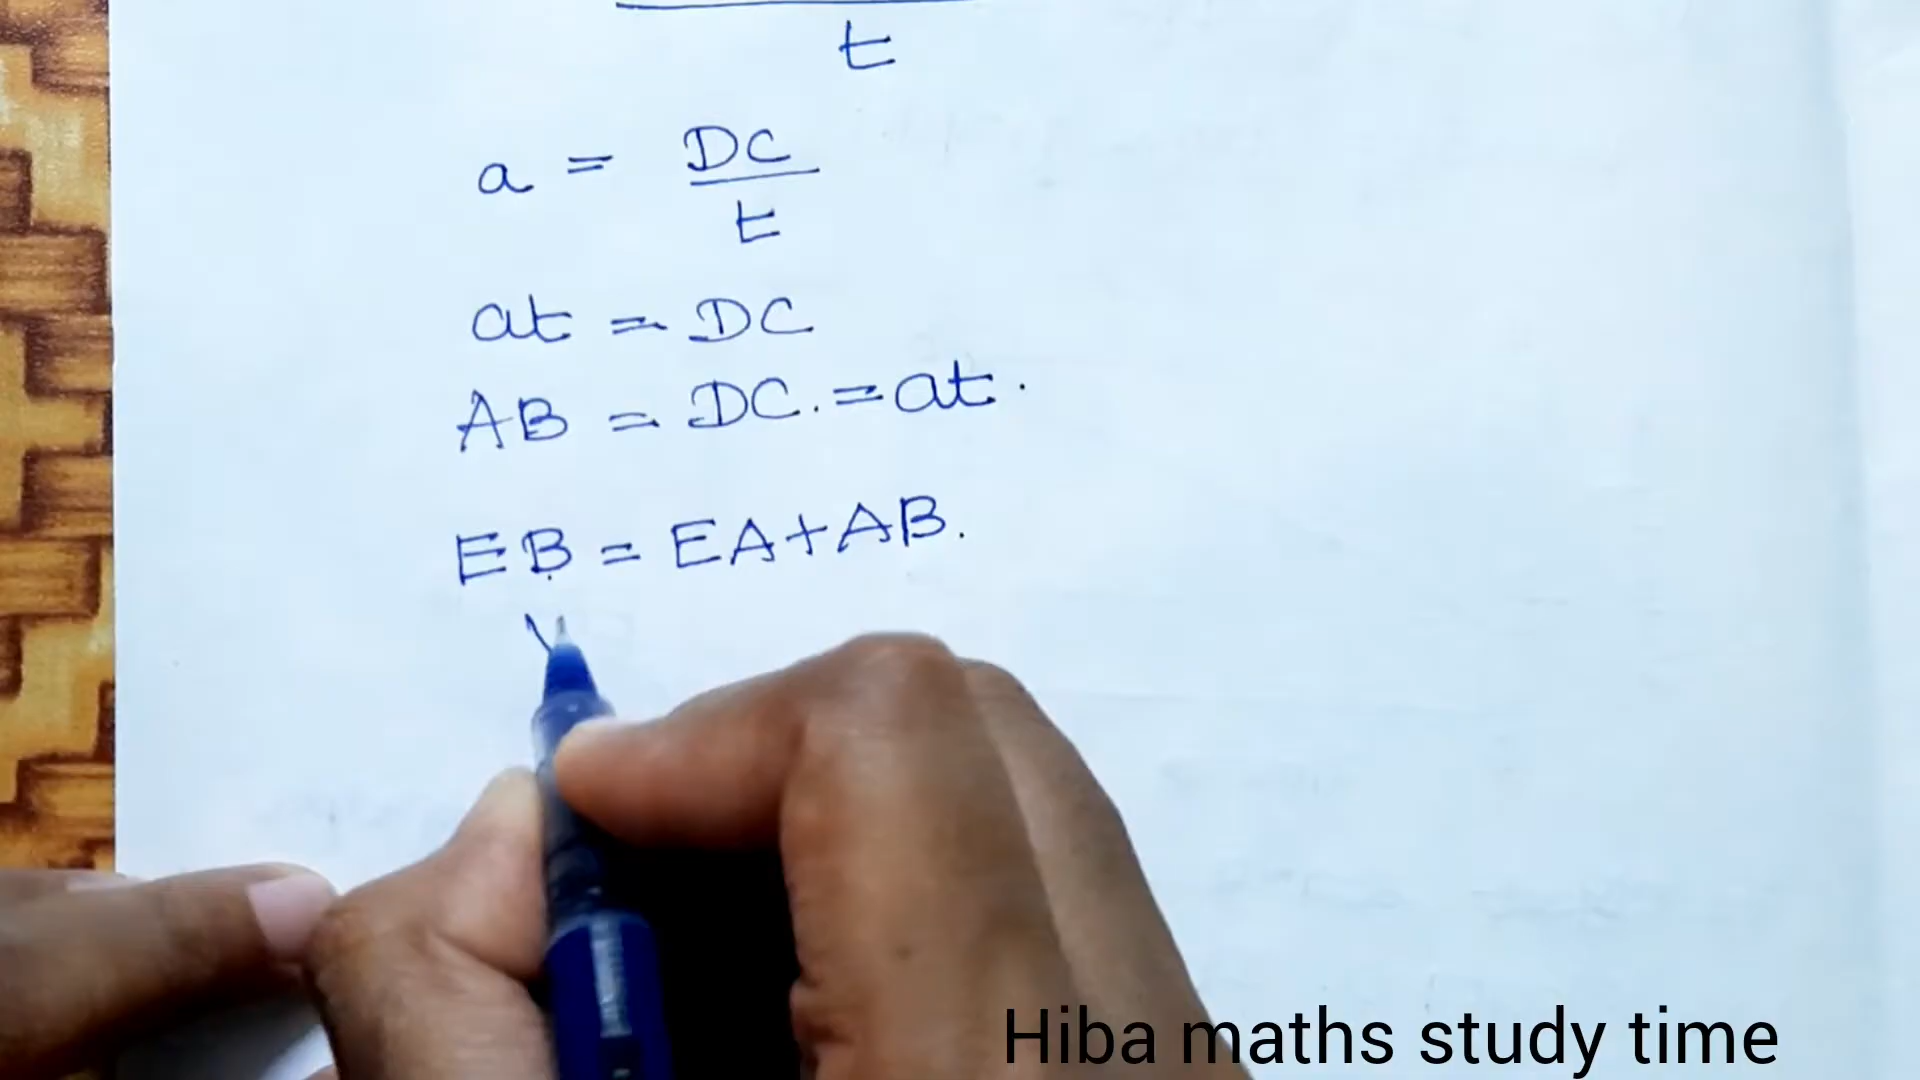 t
a = DC
t
at = DC
AB = DC. = at.
EB = EA+AB.
Hiba maths study time